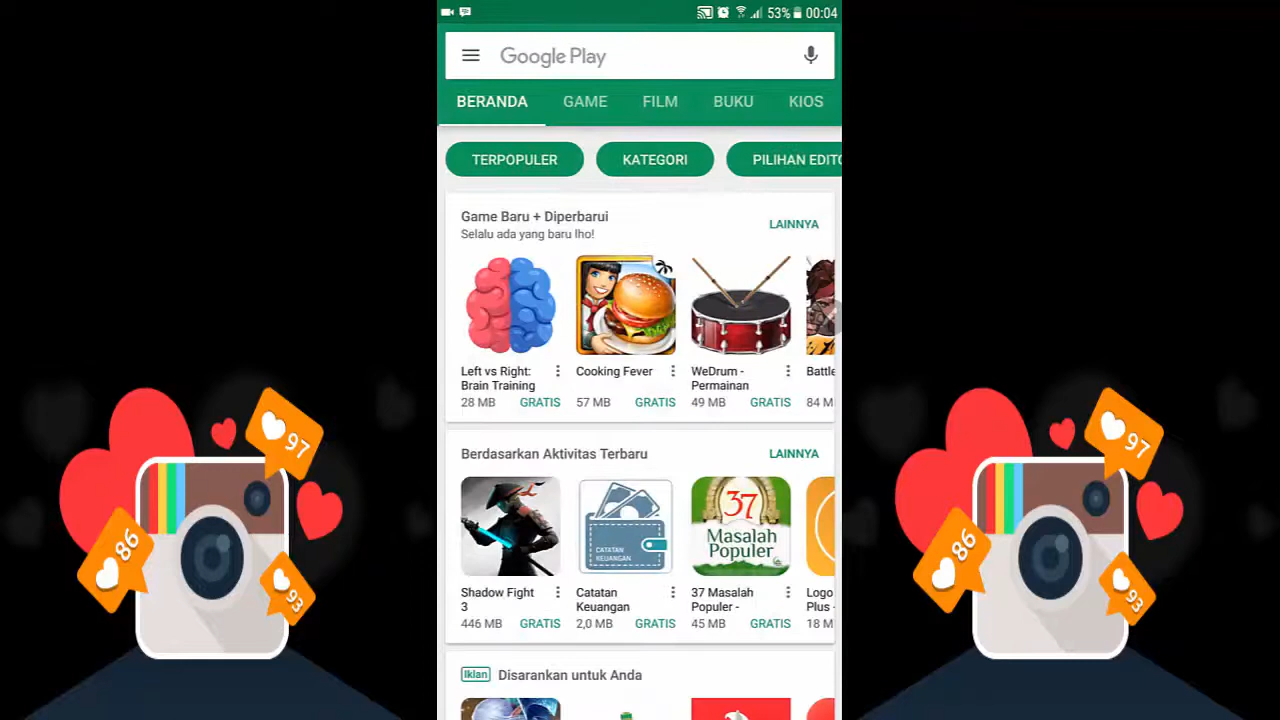 53% 00:04
Google Play
BERANDA GAME FILM BUKU KIOS
TERPOPULER KATEGORI PILIHAN EDITO
Game Baru + Diperbarui
LAINNYA
Selalu ada yang baru lho!
Left vs Right: Cooking Fever WeDrum - Battle
Brain Training Permainan
28 MB GRATIS 57 MB GRATIS 49 MB GRATIS 84 M
Berdasarkan Aktivitas Terbaru LAINNYA
CATATAN
KEUANGAN
37
Masalah
Populer
Shadow Fight Catatan 37 Masalah Logo
3 Keuangan Populer - Plus -
446 MB GRATIS 2,0 MB GRATIS 45 MB GRATIS 18 M
Iklan Disarankan untuk Anda
97
86
93
97
86
93